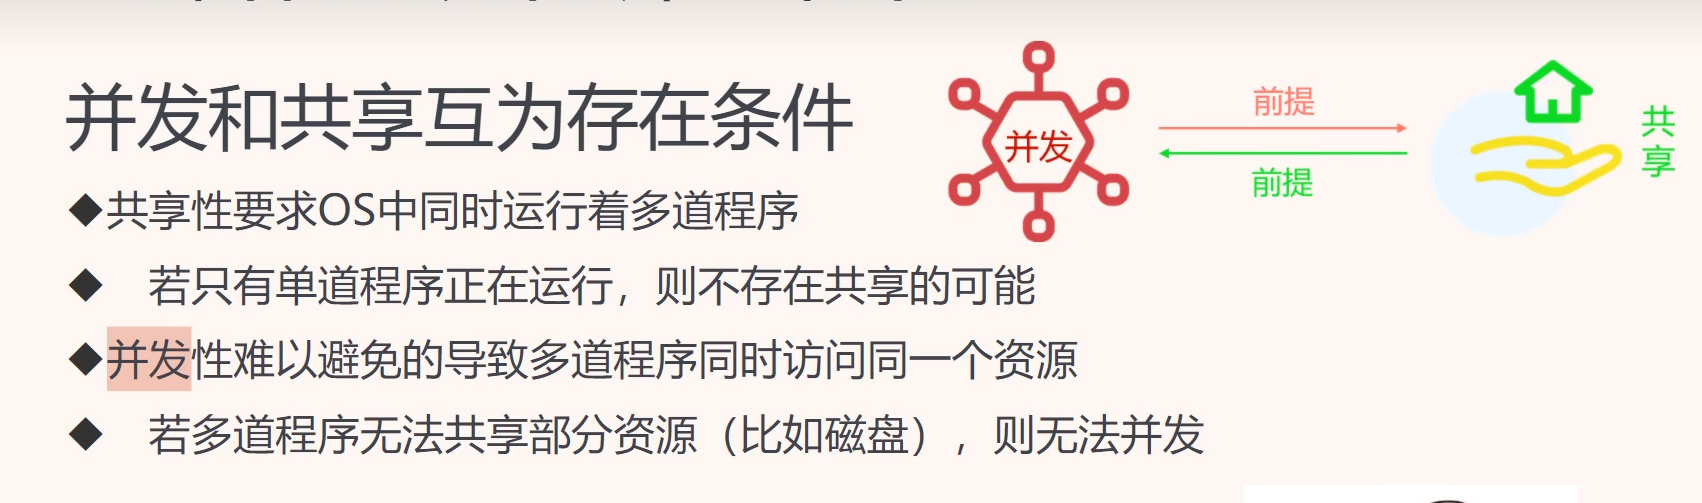 并发和共享互为存在条件
并发
前提
前提
共享
◆共享性要求OS中同时运行着多道程序
◆ 若只有单道程序正在运行，则不存在共享的可能
◆并发性难以避免的导致多道程序同时访问同一个资源
◆ 若多道程序无法共享部分资源（比如磁盘），则无法并发